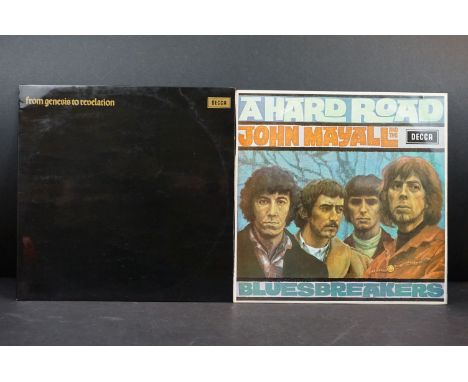 from genesis to revelation
DECCA
A HARD ROAD
JOHN MAYALL AND THE
DECCA
BLUESBREAKERS